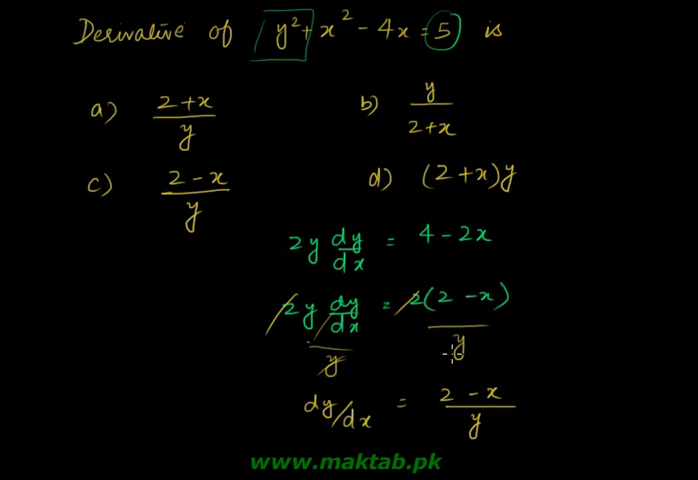 Derivative of y² + x² - 4x = 5 is
a) (2+x)/y b) y/(2+x)
c) (2-x)/y d) (2+x)y
2y dy/dx = 4 - 2x
2y dy/dx / y = 2(2-x) / y
dy/dx = (2-x)/y
www.maktab.pk